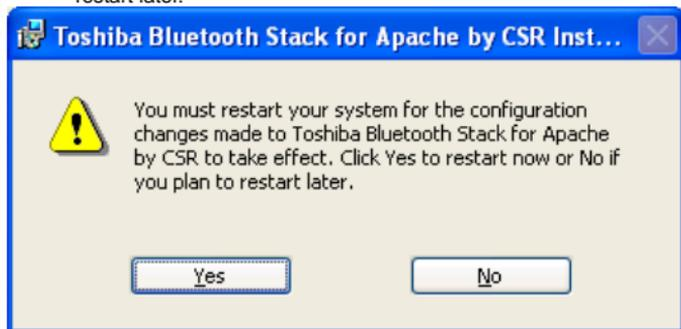 restart later.
Toshiba Bluetooth Stack for Apache by CSR Inst...
You must restart your system for the configuration
changes made to Toshiba Bluetooth Stack for Apache
by CSR to take effect. Click Yes to restart now or No if
you plan to restart later.
Yes
No